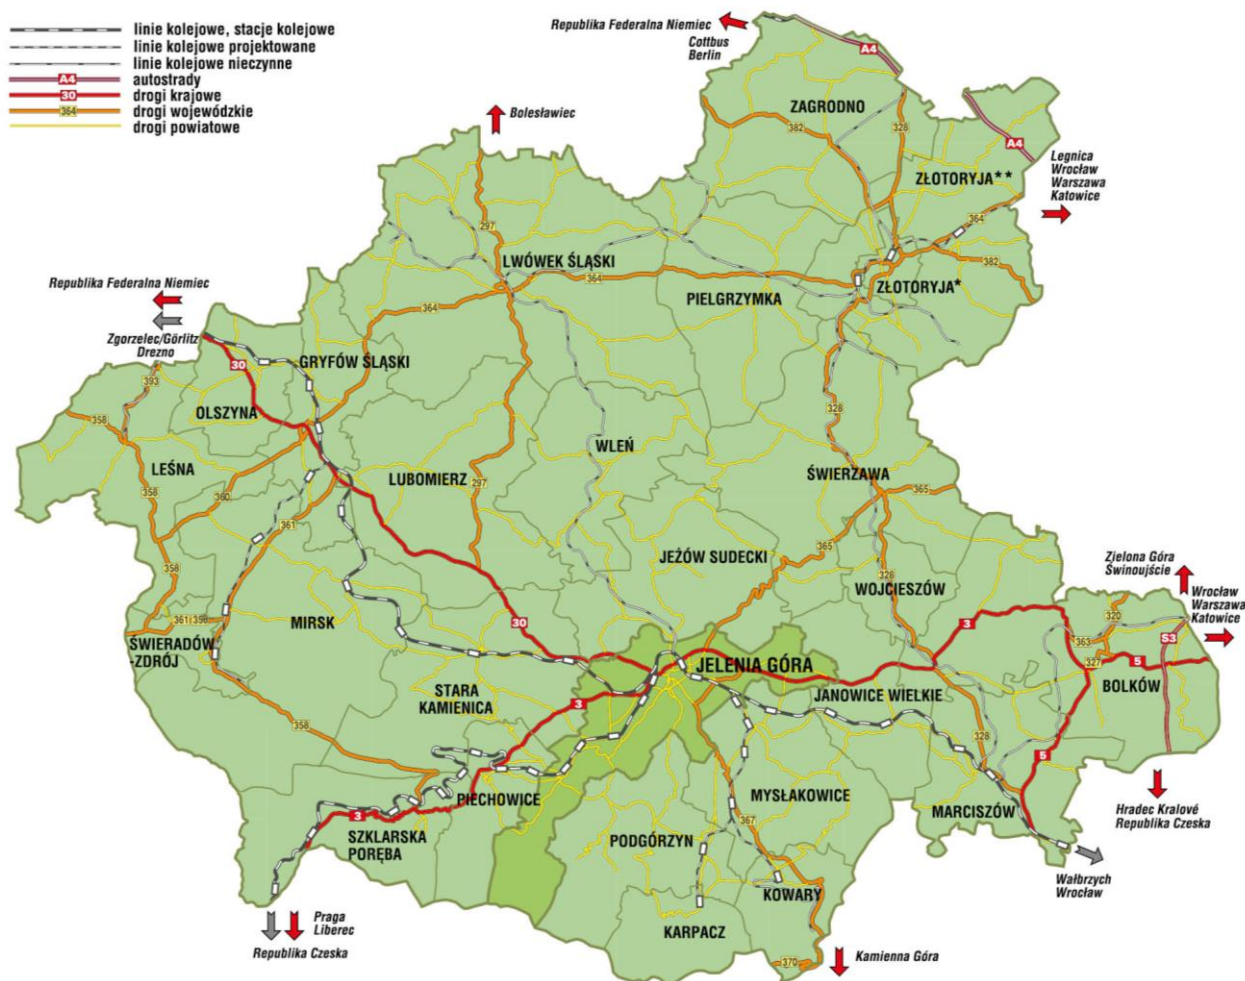 linie kolejowe, stacje kolejowe
linie kolejowe projektowane
linie kolejowe nieczynne
A4 autostrady
30 drogi krajowe
364 drogi wojewódzkie
drogi powiatowe
Republika Federalna Niemiec
Cottbus
Berlin
A4
Bolesławiec
ZAGRODNO
382
328
A4
Legnica
Wrocław
Warszawa
Katowice
ZŁOTORYJA**
364
297
LWÓWEK ŚLĄSKI
364
382
ZŁOTORYJA*
PIELGRZYMKA
Republika Federalna Niemiec
Zgorzelec/Görlitz
Drezno
364
GRYFÓW ŚLĄSKI
30
393
358
OLSZYNA
328
LEŚNA
WLEŃ
ŚWIERZAWA
LUBOMIERZ
297
365
358
360
361
365
JEŻÓW SUDECKI
358
328
WOJCIESZÓW
Zielona Góra
Świnoujście
Wrocław
Warszawa
Katowice
361
358
MIRSK
30
3
320
363
S3
ŚWIERADÓW
-ZDRÓJ
JELENIA GÓRA
327
5
BOLKÓW
STARA
KAMIENICA
3
JANOWICE WIELKIE
358
328
5
PIECHOWICE
MYSŁAKOWICE
MARCISZÓW
Hradec Kralové
Republika Czeska
3
SZKLARSKA
PORĘBA
367
PODGÓRZYN
Wałbrzych
Wrocław
KOWARY
Praga
Liberec
KARPACZ
Republika Czeska
370
Kamienna Góra